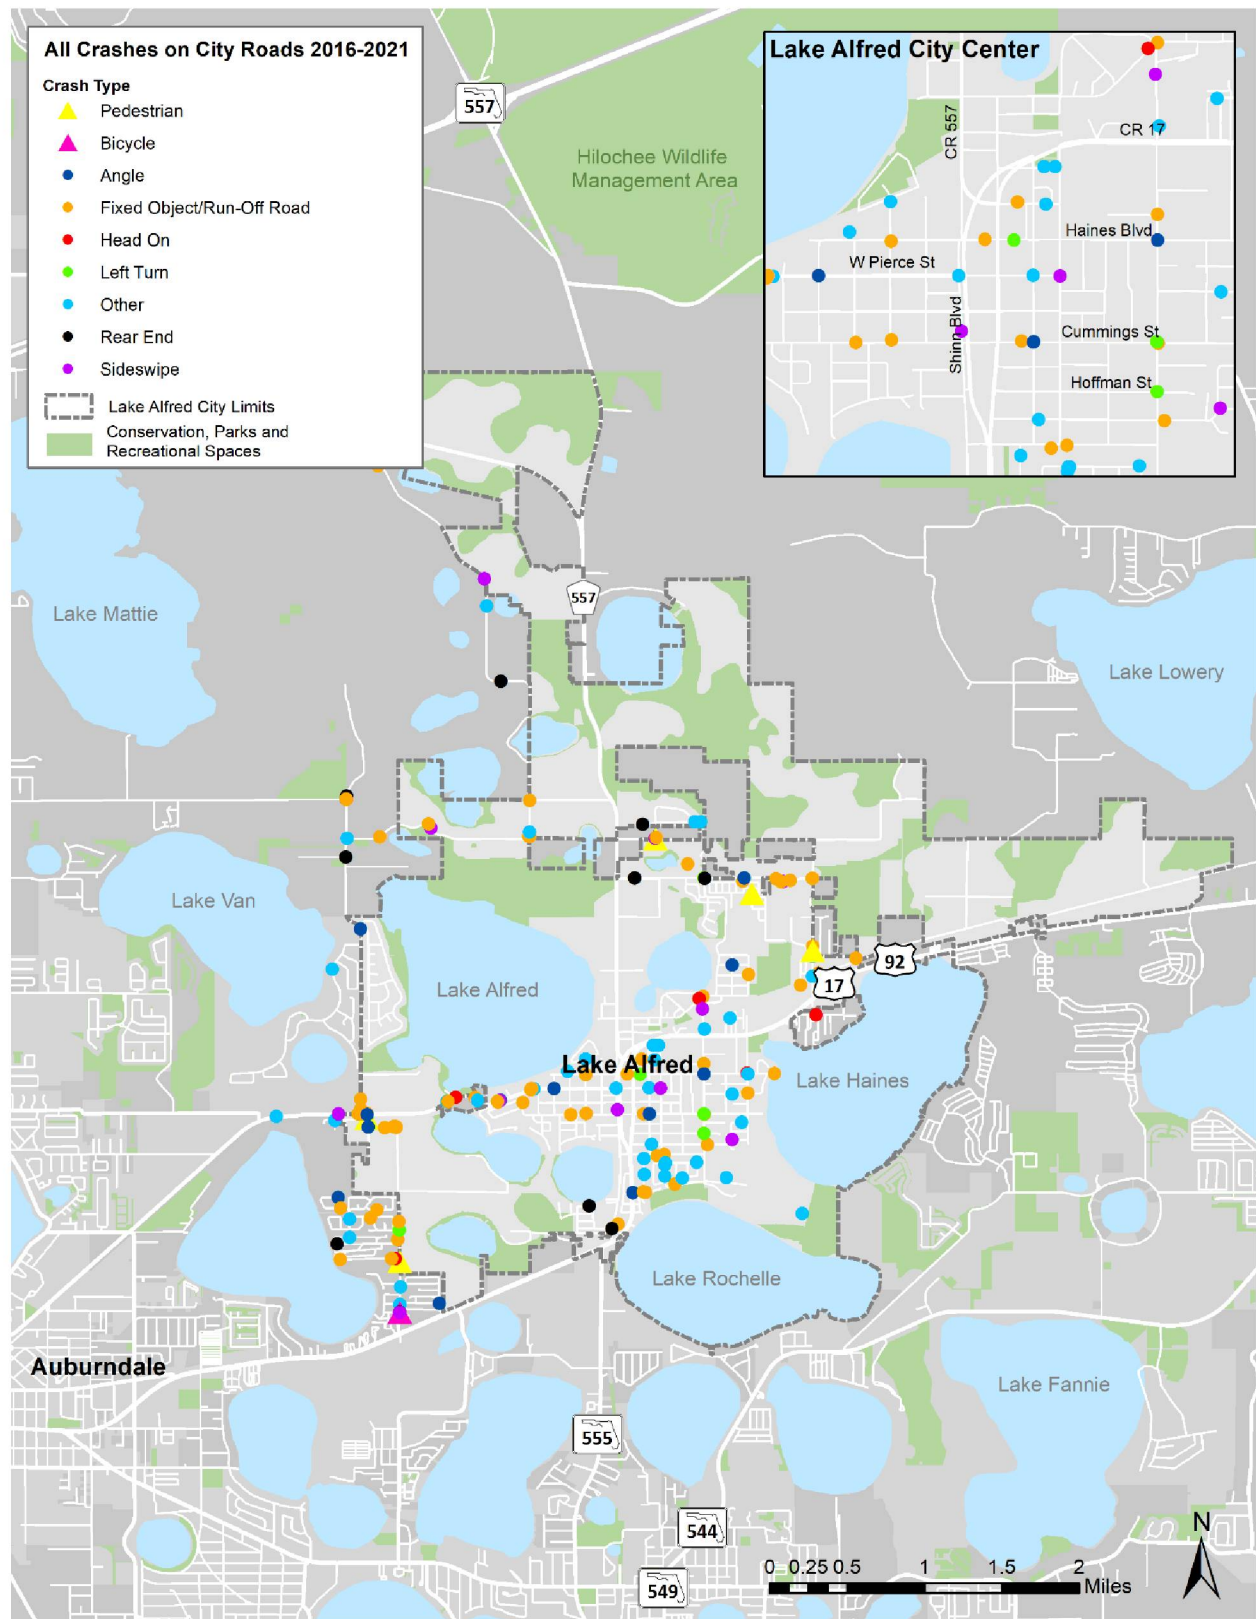 All Crashes on City Roads 2016-2021
Crash Type
Pedestrian
Bicycle
Angle
Fixed Object/Run-Off Road
Head On
Left Turn
Other
Rear End
Sideswipe
Lake Alfred City Limits
Conservation, Parks and
Recreational Spaces
557
Hilochee Wildlife
Management Area
Lake Alfred City Center
CR 557
CR 17
Haines Blvd
W Pierce St
Shinn Blvd
Cummings St
Hoffman St
557
Lake Mattie
Lake Lowery
Lake Van
Lake Alfred
92
17
Lake Alfred
Lake Haines
Lake Rochelle
Auburndale
Lake Fannie
555
544
549
N
0 0.25 0.5 1 1.5 2
Miles